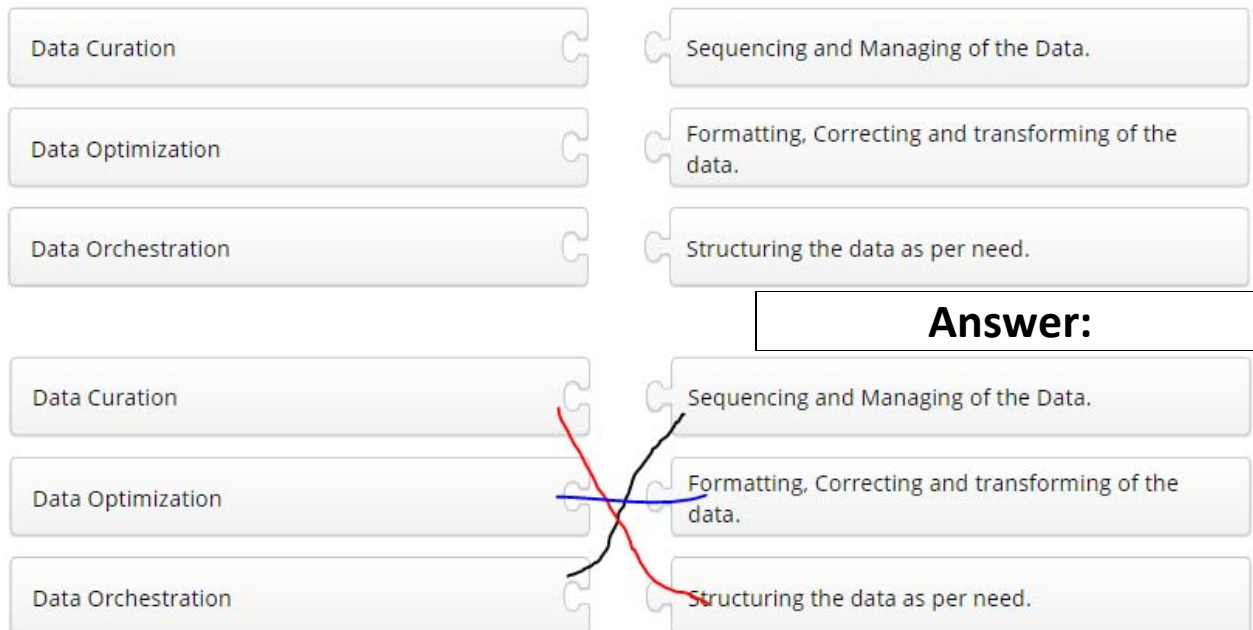 Data Curation
Sequencing and Managing of the Data.
Data Optimization
Formatting, Correcting and transforming of the
data.
Data Orchestration
Structuring the data as per need.
Answer:
Data Curation
Sequencing and Managing of the Data.
Data Optimization
Formatting, Correcting and transforming of the
data.
Data Orchestration
Structuring the data as per need.